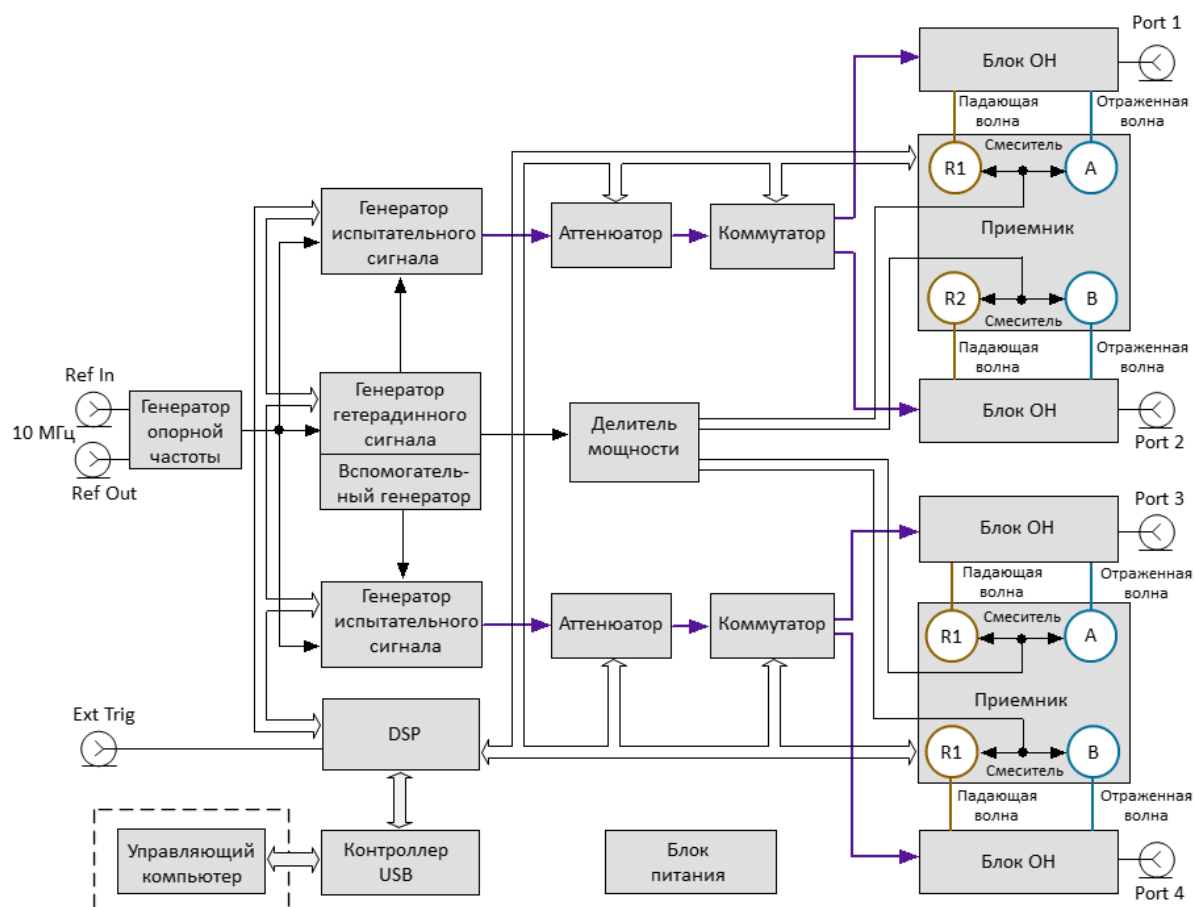 Port 1
Блок ОН
Падающая
волна
Отраженная
волна
Смеситель
R1
A
Приемник
R2
B
Смеситель
Падающая
волна
Отраженная
волна
Блок ОН
Port 2
Генератор
испытательного
сигнала
Аттенюатор
Коммутатор
Ref In
10 МГц
Ref Out
Генератор
опорной
частоты
Генератор
гетерадинного
сигнала
Вспомогатель-
ный генератор
Делитель
мощности
Port 3
Блок ОН
Падающая
волна
Отраженная
волна
Смеситель
R1
A
Приемник
R1
B
Смеситель
Падающая
волна
Отраженная
волна
Блок ОН
Port 4
Генератор
испытательного
сигнала
Аттенюатор
Коммутатор
Ext Trig
DSP
Управляющий
компьютер
Контроллер
USB
Блок
питания